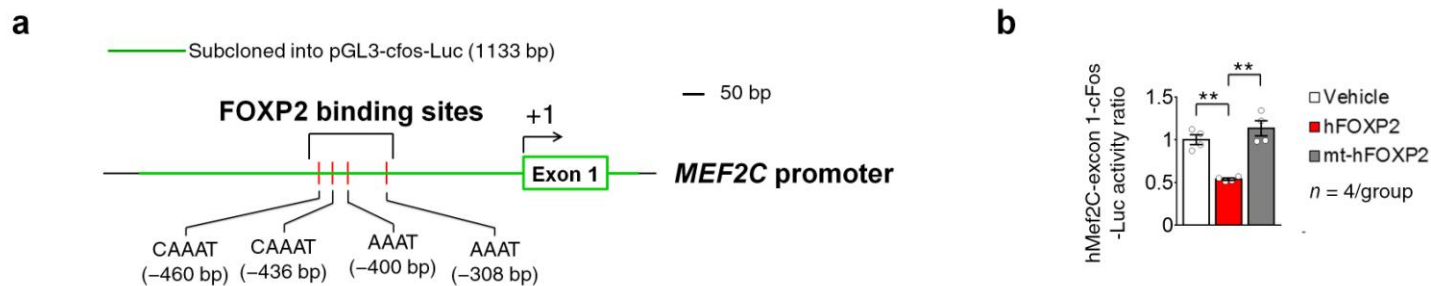 a
Subcloned into pGL3-cfos-Luc (1133 bp)
50 bp
FOXP2 binding sites
+1
Exon 1
MEF2C promoter
CAAAT
(−460 bp)
CAAAT
(−436 bp)
AAAT
(−400 bp)
AAAT
(−308 bp)
b
hMef2C-excon 1-cFos
-Luc activity ratio
1.5
1
0.5
0
**
**
Vehicle
hFOXP2
mt-hFOXP2
n = 4/group